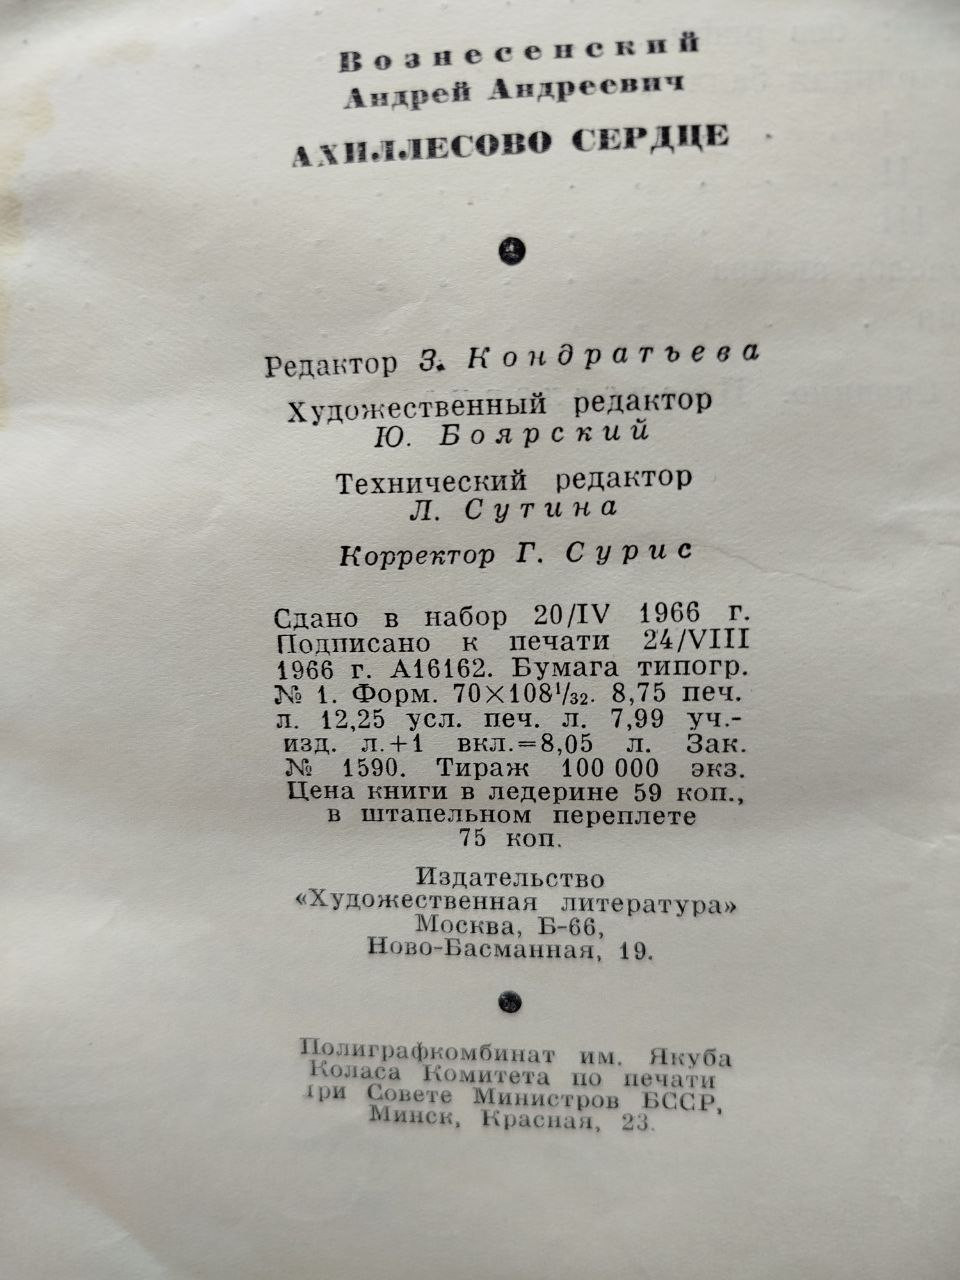 Вознесенский
Андрей Андреевич
АХИЛЛЕСОВО СЕРДЦЕ
Редактор З. Кондратьева
Художественный редактор
Ю. Боярский
Технический редактор
Л. Сутина
Корректор Г. Сурис
Сдано в набор 20/IV 1966 г.
Подписано к печати 24/VIII
1966 г. А16162. Бумага типогр.
№ 1. Форм. 70×108¹/₃₂. 8,75 печ.
л. 12,25 усл. печ. л. 7,99 уч.-
изд. л.+1 вкл.=8,05 л. Зак.
№ 1590. Тираж 100 000 экз.
Цена книги в ледерине 59 коп.,
в штапельном переплете
75 коп.
Издательство
«Художественная литература»
Москва, Б-66,
Ново-Басманная, 19.
Полиграфкомбинат им. Якуба
Коласа Комитета по печати
при Совете Министров БССР,
Минск, Красная, 23.